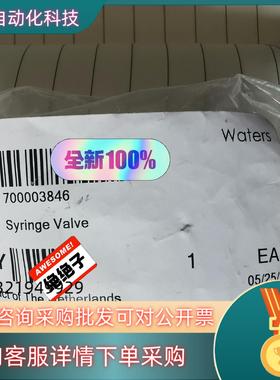 自动化科技
Waters
全新100%
700003846
Syringe Valve
AWESOME!
绝绝子
1
EA
05/25/
The Netherlands
咨询采购批发可对公开票
客服详情下单采购